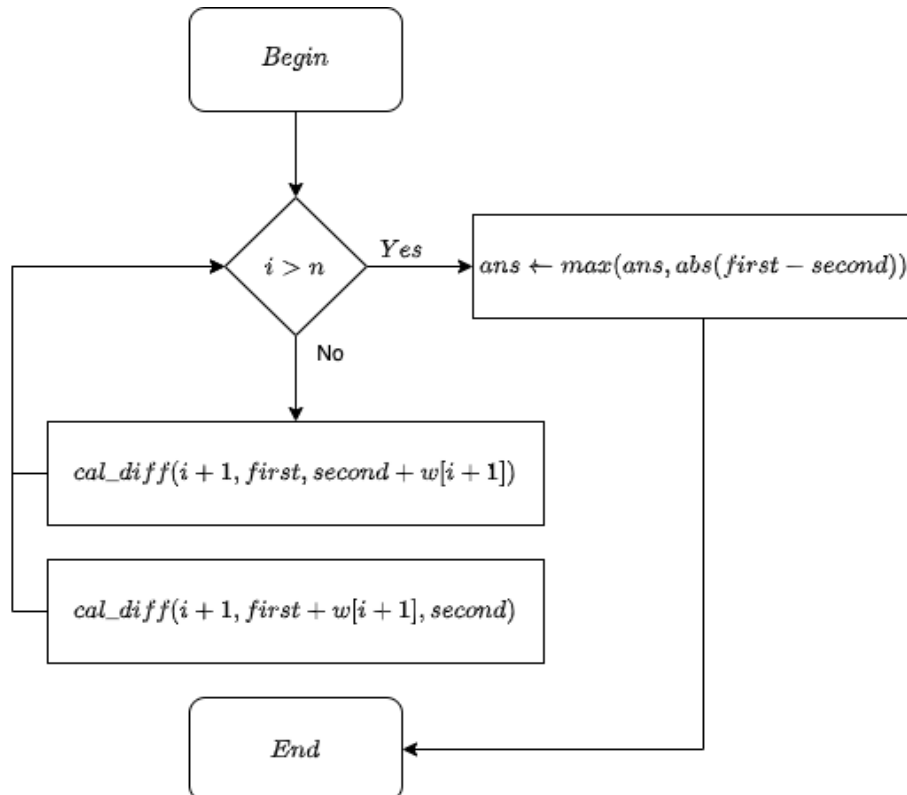 Begin
i > n
Yes
ans ← max(ans, abs(first − second))
No
cal_diff(i + 1, first, second + w[i + 1])
cal_diff(i + 1, first + w[i + 1], second)
End